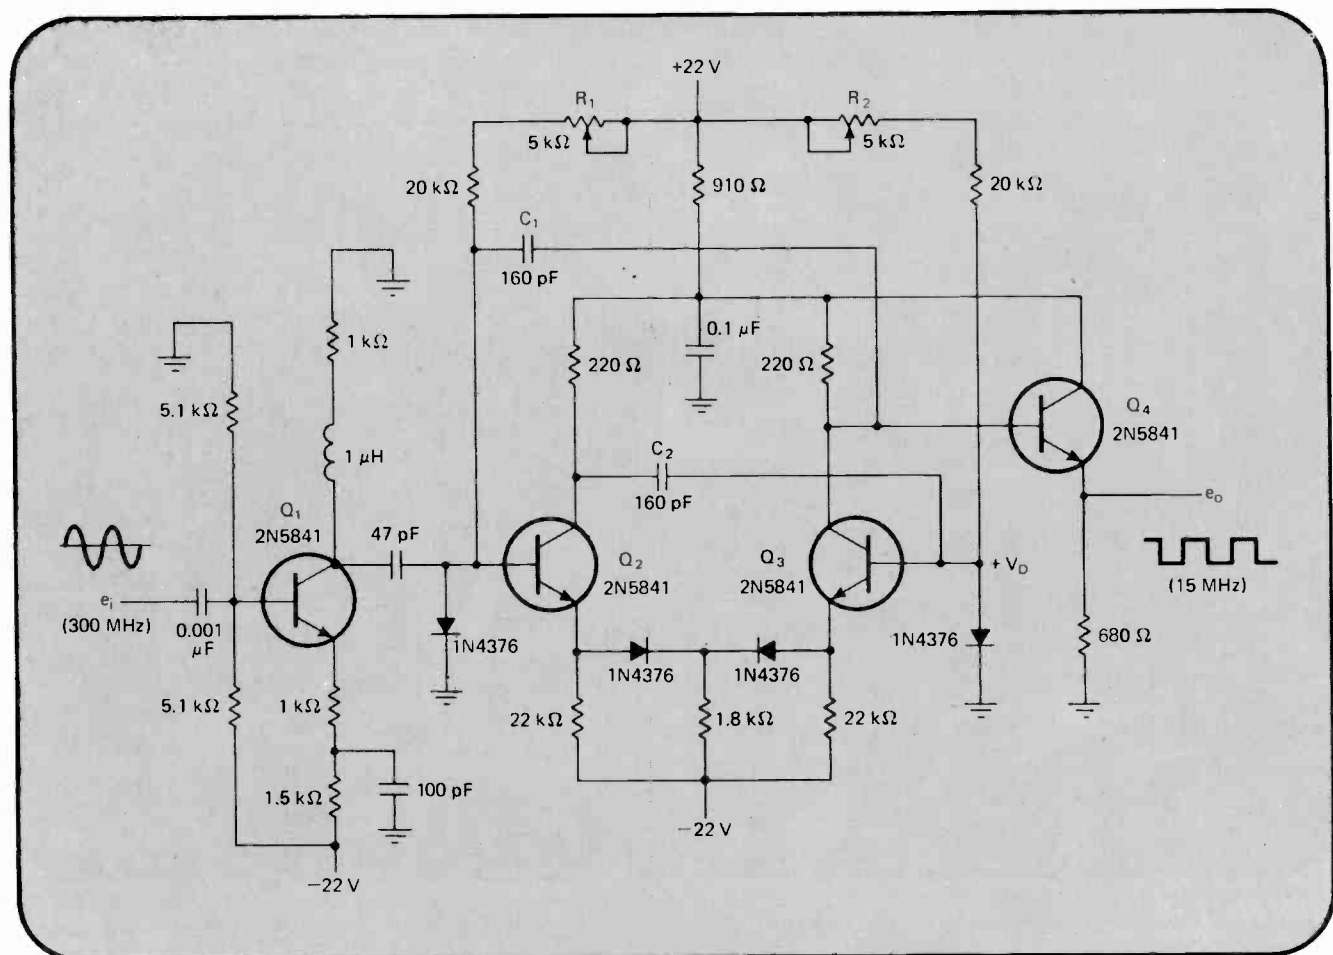 +22 V
R1
R2
5 kΩ
5 kΩ
20 kΩ
910 Ω
20 kΩ
C1
160 pF
1 kΩ
0.1 μF
220 Ω
220 Ω
5.1 kΩ
Q4
2N5841
1 μH
C2
160 pF
eo
Q1
2N5841
47 pF
Q2
2N5841
Q3
2N5841
+ VD
(15 MHz)
ei
(300 MHz)
0.001
μF
1N4376
1N4376
1N4376
1N4376
680 Ω
5.1 kΩ
1 kΩ
22 kΩ
1.8 kΩ
22 kΩ
1.5 kΩ
100 pF
−22 V
−22 V